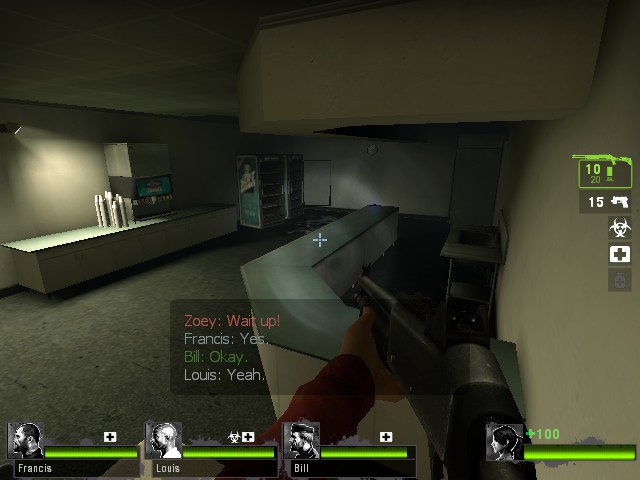 10
20
15
Zoey: Wait up!
Francis: Yes.
Bill: Okay.
Louis: Yeah.
+100
Francis
Louis
Bill